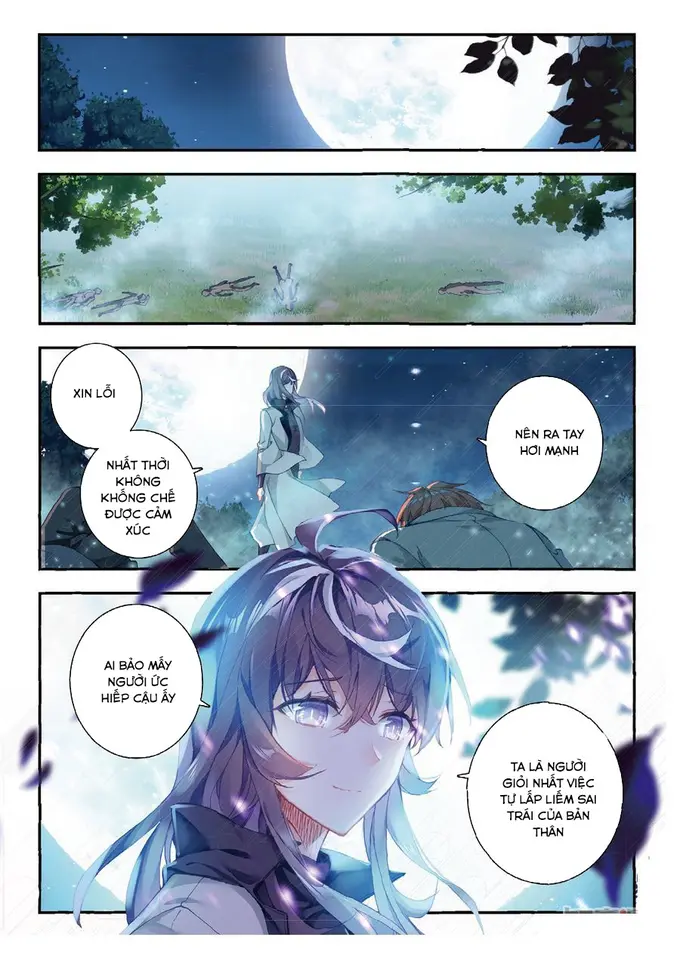 XIN LỖI
NHẤT THỜI
KHÔNG
KHỐNG CHẾ
ĐƯỢC CẢM
XÚC
NÊN RA TAY
HƠI MẠNH
AI BẢO MẤY
NGƯỜI ỨC
HIẾP CẬU ẤY
TA LÀ NGƯỜI
GIỎI NHẤT VIỆC
TỰ LẤP LIẾM SAI
TRÁI CỦA BẢN
THÂN